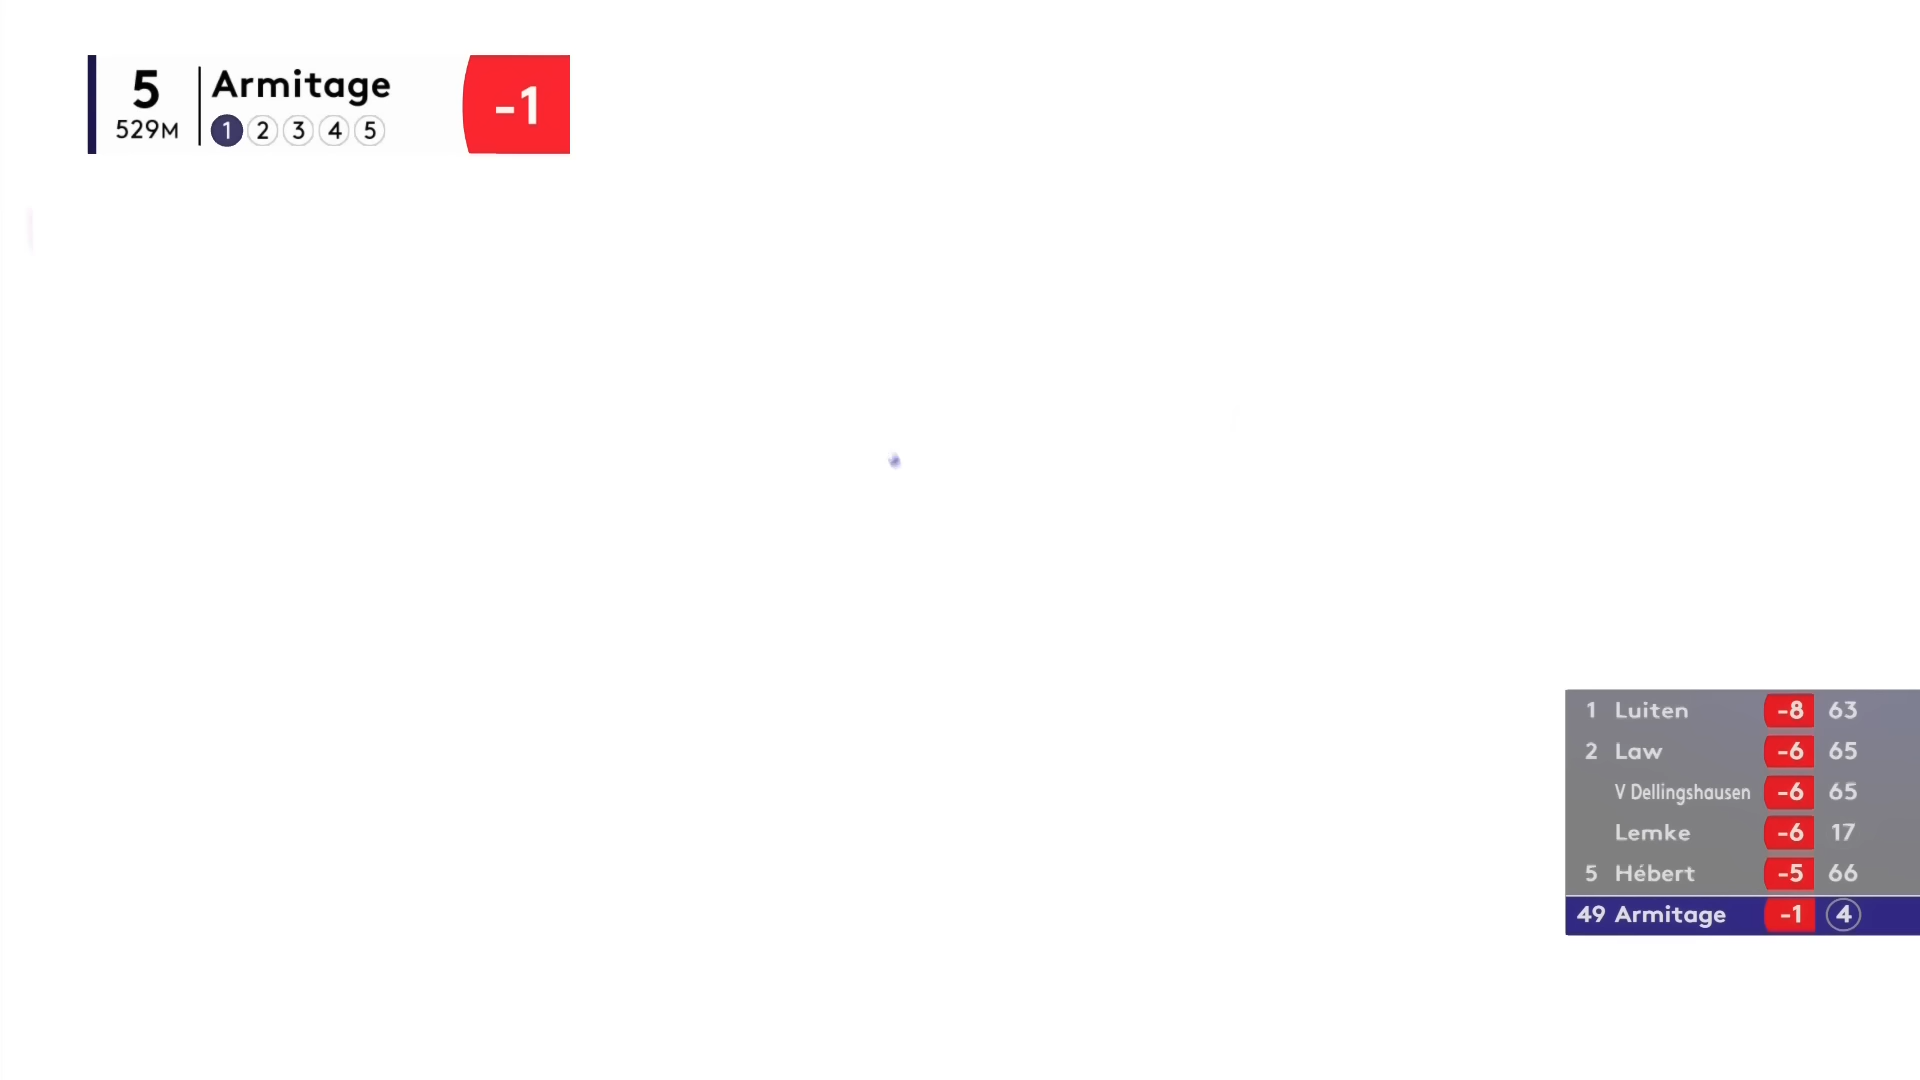 5 Armitage -1
529M 1 2 3 4 5
1 Luiten -8 63
2 Law -6 65
V Dellingshausen -6 65
Lemke -6 17
5 Hébert -5 66
49 Armitage -1 4